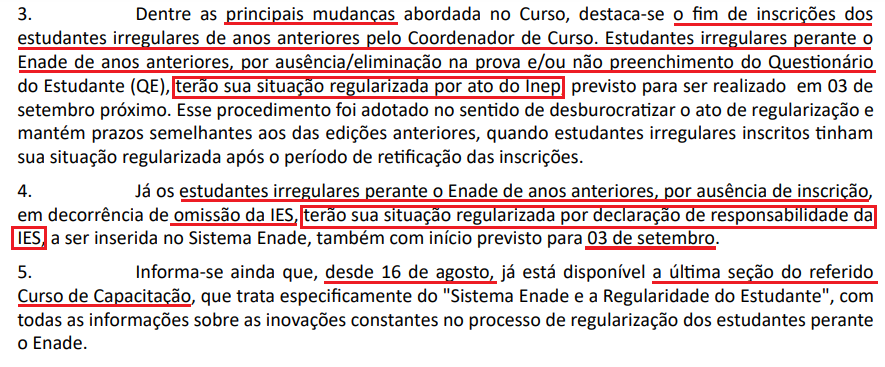 3. Dentre as principais mudanças abordada no Curso, destaca-se o fim de inscrições dos
estudantes irregulares de anos anteriores pelo Coordenador de Curso. Estudantes irregulares perante o
Enade de anos anteriores, por ausência/eliminação na prova e/ou não preenchimento do Questionário
do Estudante (QE), terão sua situação regularizada por ato do Inep previsto para ser realizado em 03 de
setembro próximo. Esse procedimento foi adotado no sentido de desburocratizar o ato de regularização e
mantém prazos semelhantes aos das edições anteriores, quando estudantes irregulares inscritos tinham
sua situação regularizada após o período de retificação das inscrições.
4. Já os estudantes irregulares perante o Enade de anos anteriores, por ausência de inscrição,
em decorrência de omissão da IES, terão sua situação regularizada por declaração de responsabilidade da
IES, a ser inserida no Sistema Enade, também com início previsto para 03 de setembro.
5. Informa-se ainda que, desde 16 de agosto, já está disponível a última seção do referido
Curso de Capacitação, que trata especificamente do "Sistema Enade e a Regularidade do Estudante", com
todas as informações sobre as inovações constantes no processo de regularização dos estudantes perante
o Enade.